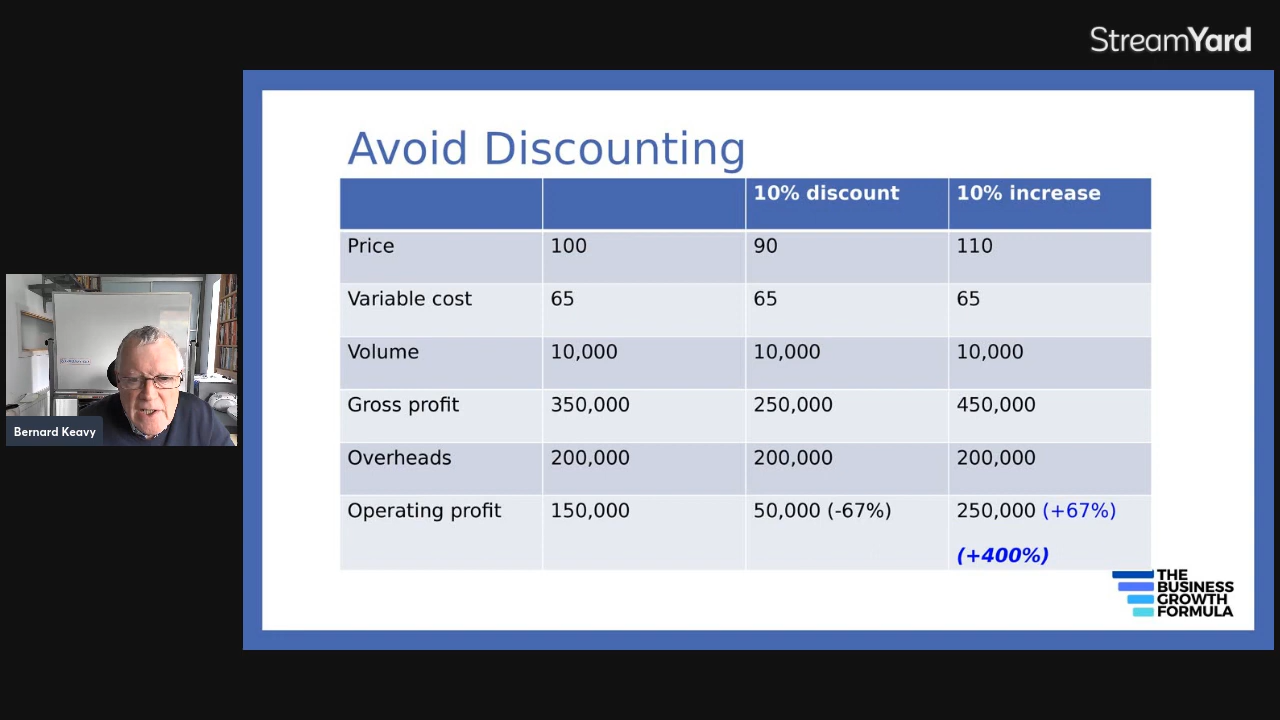 StreamYard
Avoid Discounting
10% discount 10% increase
Price 100 90 110
Variable cost 65 65 65
Volume 10,000 10,000 10,000
Gross profit 350,000 250,000 450,000
Overheads 200,000 200,000 200,000
Operating profit 150,000 50,000 (-67%) 250,000 (+67%)
(+400%)
THE
BUSINESS
GROWTH
FORMULA
Bernard Keavy